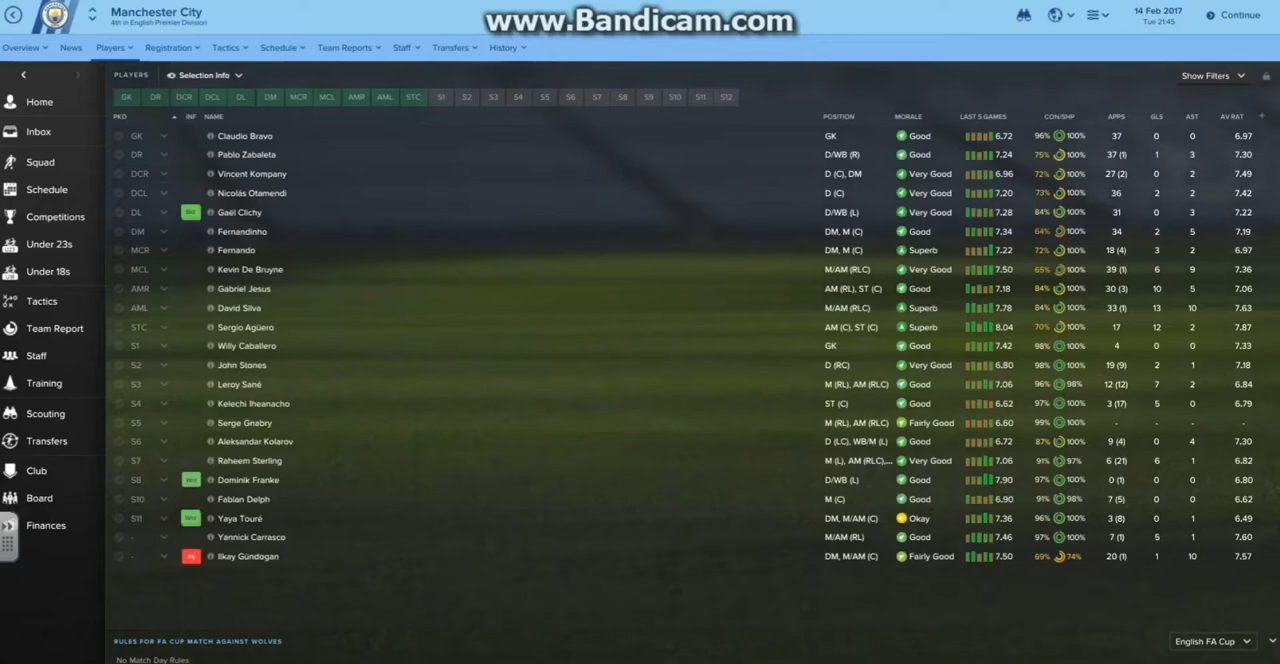 Manchester City
4th in English Premier Division
www.Bandicam.com
14 Feb 2017
Tue 21:45
Continue
Overview News Players Registration Tactics Schedule Team Reports Staff Transfers History
PLAYERS Selection Info Show Filters
GK DR DCR DCL DL DM MCR MCL AMR AML STC S1 S2 S3 S4 S5 S6 S7 S8 S9 S10 S11 S12
Home
Inbox
Squad
Schedule
Competitions
Under 23s
Under 18s
Tactics
Team Report
Staff
Training
Scouting
Transfers
Club
Board
Finances
PKD INF NAME POSITION MORALE LAST 5 GAMES CON/SHP APPS GLS AST AV RAT
GK Claudio Bravo GK Good 6.72 96% 100% 37 0 0 6.97
DR Pablo Zabaleta D/WB (R) Good 7.24 75% 100% 37 (1) 1 3 7.30
DCR Vincent Kompany D (C), DM Very Good 6.96 72% 100% 27 (2) 0 2 7.49
DCL Nicolás Otamendi D (C) Very Good 7.20 73% 100% 36 2 2 7.42
DL Gaël Clichy D/WB (L) Very Good 7.28 84% 100% 31 0 3 7.22
DM Fernandinho DM, M (C) Good 7.34 64% 100% 34 2 5 7.19
MCR Fernando DM, M (C) Superb 7.22 72% 100% 18 (4) 3 2 6.97
MCL Kevin De Bruyne M/AM (RLC) Very Good 7.50 65% 100% 39 (1) 6 9 7.36
AMR Gabriel Jesus AM (RL), ST (C) Good 7.18 84% 100% 30 (3) 10 5 7.06
AML David Silva M/AM (RLC) Superb 7.78 84% 100% 33 (1) 13 10 7.63
STC Sergio Agüero AM (C), ST (C) Superb 8.04 70% 100% 17 12 2 7.87
S1 Willy Caballero GK Good 7.42 98% 100% 4 0 0 7.33
S2 John Stones D (RC) Very Good 6.80 98% 100% 19 (9) 2 1 7.18
S3 Leroy Sané M (RL), AM (RLC) Good 7.06 96% 98% 12 (12) 7 2 6.84
S4 Kelechi Iheanacho ST (C) Good 6.62 97% 100% 3 (17) 5 0 6.79
S5 Serge Gnabry M (RL), AM (RLC) Fairly Good 6.60 99% 100% - - - -
S6 Aleksandar Kolarov D (LC), WB/M (L) Good 6.72 87% 100% 9 (4) 0 4 7.30
S7 Raheem Sterling M (L), AM (RLC),... Very Good 7.06 91% 97% 6 (21) 6 1 6.82
S8 Wnt Dominik Franke D/WB (L) Good 7.90 97% 100% 0 (1) 0 0 6.80
S10 Fabian Delph M (C) Good 6.90 91% 98% 7 (5) 0 0 6.62
S11 Wnt Yaya Touré DM, M/AM (C) Okay 7.36 96% 100% 3 (8) 0 1 6.49
- Yannick Carrasco M/AM (RL) Good 7.46 97% 100% 7 (1) 5 1 7.60
- Inj Ilkay Gündogan DM, M/AM (C) Fairly Good 7.50 69% 74% 20 (1) 1 10 7.57
RULES FOR FA CUP MATCH AGAINST WOLVES English FA Cup
No Match Day Rules